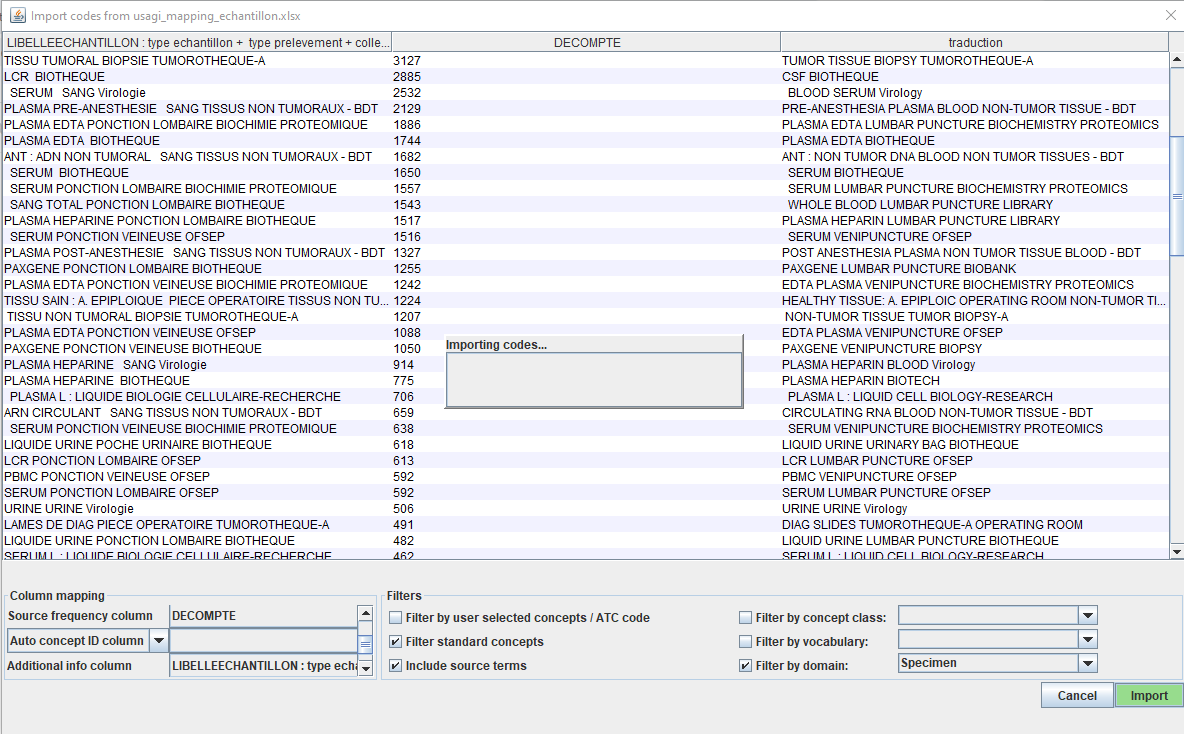 Import codes from usagi_mapping_echantillon.xlsx
LIBELLEECHANTILLON : type echantillon + type prelevement + colle... DECOMPTE traduction
TISSU TUMORAL BIOPSIE TUMOROTHEQUE-A 3127 TUMOR TISSUE BIOPSY TUMOROTHEQUE-A
LCR BIOTHEQUE 2885 CSF BIOTHEQUE
SERUM SANG Virologie 2532 BLOOD SERUM Virology
PLASMA PRE-ANESTHESIE SANG TISSUS NON TUMORAUX - BDT 2129 PRE-ANESTHESIA PLASMA BLOOD NON-TUMOR TISSUE - BDT
PLASMA EDTA PONCTION LOMBAIRE BIOCHIMIE PROTEOMIQUE 1886 PLASMA EDTA LUMBAR PUNCTURE BIOCHEMISTRY PROTEOMICS
PLASMA EDTA BIOTHEQUE 1744 PLASMA EDTA BIOTHEQUE
ANT : ADN NON TUMORAL SANG TISSUS NON TUMORAUX - BDT 1682 ANT : NON TUMOR DNA BLOOD NON TUMOR TISSUES - BDT
SERUM BIOTHEQUE 1650 SERUM BIOTHEQUE
SERUM PONCTION LOMBAIRE BIOCHIMIE PROTEOMIQUE 1557 SERUM LUMBAR PUNCTURE BIOCHEMISTRY PROTEOMICS
SANG TOTAL PONCTION LOMBAIRE BIOTHEQUE 1543 WHOLE BLOOD LUMBAR PUNCTURE LIBRARY
PLASMA HEPARINE PONCTION LOMBAIRE BIOTHEQUE 1517 PLASMA HEPARIN LUMBAR PUNCTURE LIBRARY
SERUM PONCTION VEINEUSE OFSEP 1516 SERUM VENIPUNCTURE OFSEP
PLASMA POST-ANESTHESIE SANG TISSUS NON TUMORAUX - BDT 1327 POST ANESTHESIA PLASMA NON TUMOR TISSUE BLOOD - BDT
PAXGENE PONCTION LOMBAIRE BIOTHEQUE 1255 PAXGENE LUMBAR PUNCTURE BIOBANK
PLASMA EDTA PONCTION VEINEUSE BIOCHIMIE PROTEOMIQUE 1242 EDTA PLASMA VENIPUNCTURE BIOCHEMISTRY PROTEOMICS
TISSU SAIN : A. EPIPLOIQUE PIECE OPERATOIRE TISSUS NON TU... 1224 HEALTHY TISSUE: A. EPIPLOIC OPERATING ROOM NON-TUMOR TI...
TISSU NON TUMORAL BIOPSIE TUMOROTHEQUE-A 1207 NON-TUMOR TISSUE TUMOR BIOPSY-A
PLASMA EDTA PONCTION VEINEUSE OFSEP 1088 EDTA PLASMA VENIPUNCTURE OFSEP
PAXGENE PONCTION VEINEUSE BIOTHEQUE 1050 PAXGENE VENIPUNCTURE BIOPSY
PLASMA HEPARINE SANG Virologie 914 PLASMA HEPARIN BLOOD Virology
PLASMA HEPARINE BIOTHEQUE 775 PLASMA HEPARIN BIOTECH
PLASMA L : LIQUIDE BIOLOGIE CELLULAIRE-RECHERCHE 706 PLASMA L : LIQUID CELL BIOLOGY-RESEARCH
ARN CIRCULANT SANG TISSUS NON TUMORAUX - BDT 659 CIRCULATING RNA BLOOD NON-TUMOR TISSUE - BDT
SERUM PONCTION VEINEUSE BIOCHIMIE PROTEOMIQUE 638 SERUM VENIPUNCTURE BIOCHEMISTRY PROTEOMICS
LIQUIDE URINE POCHE URINAIRE BIOTHEQUE 618 LIQUID URINE URINARY BAG BIOTHEQUE
LCR PONCTION LOMBAIRE OFSEP 613 LCR LUMBAR PUNCTURE OFSEP
PBMC PONCTION VEINEUSE OFSEP 592 PBMC VENIPUNCTURE OFSEP
SERUM PONCTION LOMBAIRE OFSEP 592 SERUM LUMBAR PUNCTURE OFSEP
URINE URINE Virologie 506 URINE URINE Virology
LAMES DE DIAG PIECE OPERATOIRE TUMOROTHEQUE-A 491 DIAG SLIDES TUMOROTHEQUE-A OPERATING ROOM
LIQUIDE URINE PONCTION LOMBAIRE BIOTHEQUE 482 LIQUID URINE LUMBAR PUNCTURE BIOTHEQUE
SERUM L : LIQUIDE BIOLOGIE CELLULAIRE-RECHERCHE 462 SERUM L : LIQUID CELL BIOLOGY-RESEARCH
Importing codes...
Column mapping
Source frequency column DECOMPTE
Auto concept ID column
Additional info column LIBELLEECHANTILLON : type echa
Filters
Filter by user selected concepts / ATC code Filter by concept class:
Filter standard concepts Filter by vocabulary:
Include source terms Filter by domain: Specimen
Cancel Import